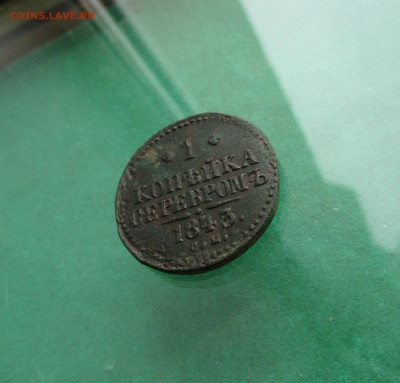 COINS.LAVE.RU
1
КОПѢЙКА
СЕРЕБРОМЪ
1843.